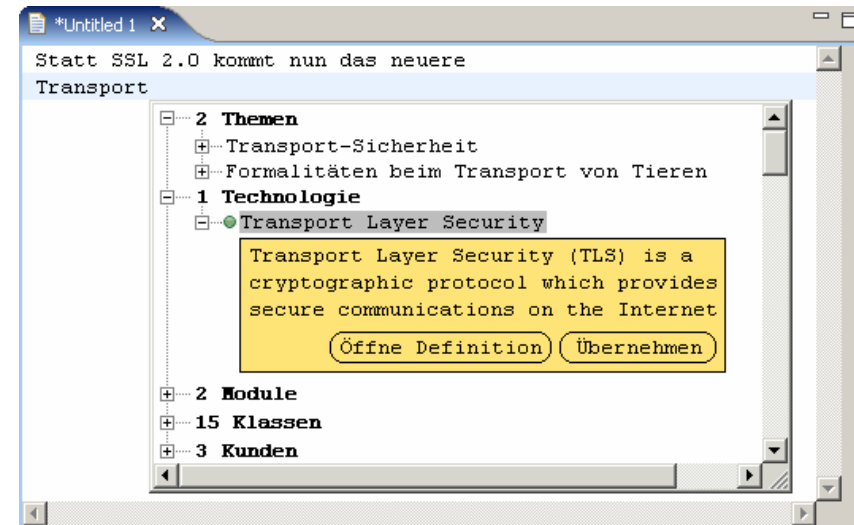 *Untitled 1
Statt SSL 2.0 kommt nun das neuere
Transport
2 Themen
Transport-Sicherheit
Formalitäten beim Transport von Tieren
1 Technologie
Transport Layer Security
Transport Layer Security (TLS) is a
cryptographic protocol which provides
secure communications on the Internet
Öffne Definition Übernehmen
2 Module
15 Klassen
3 Kunden